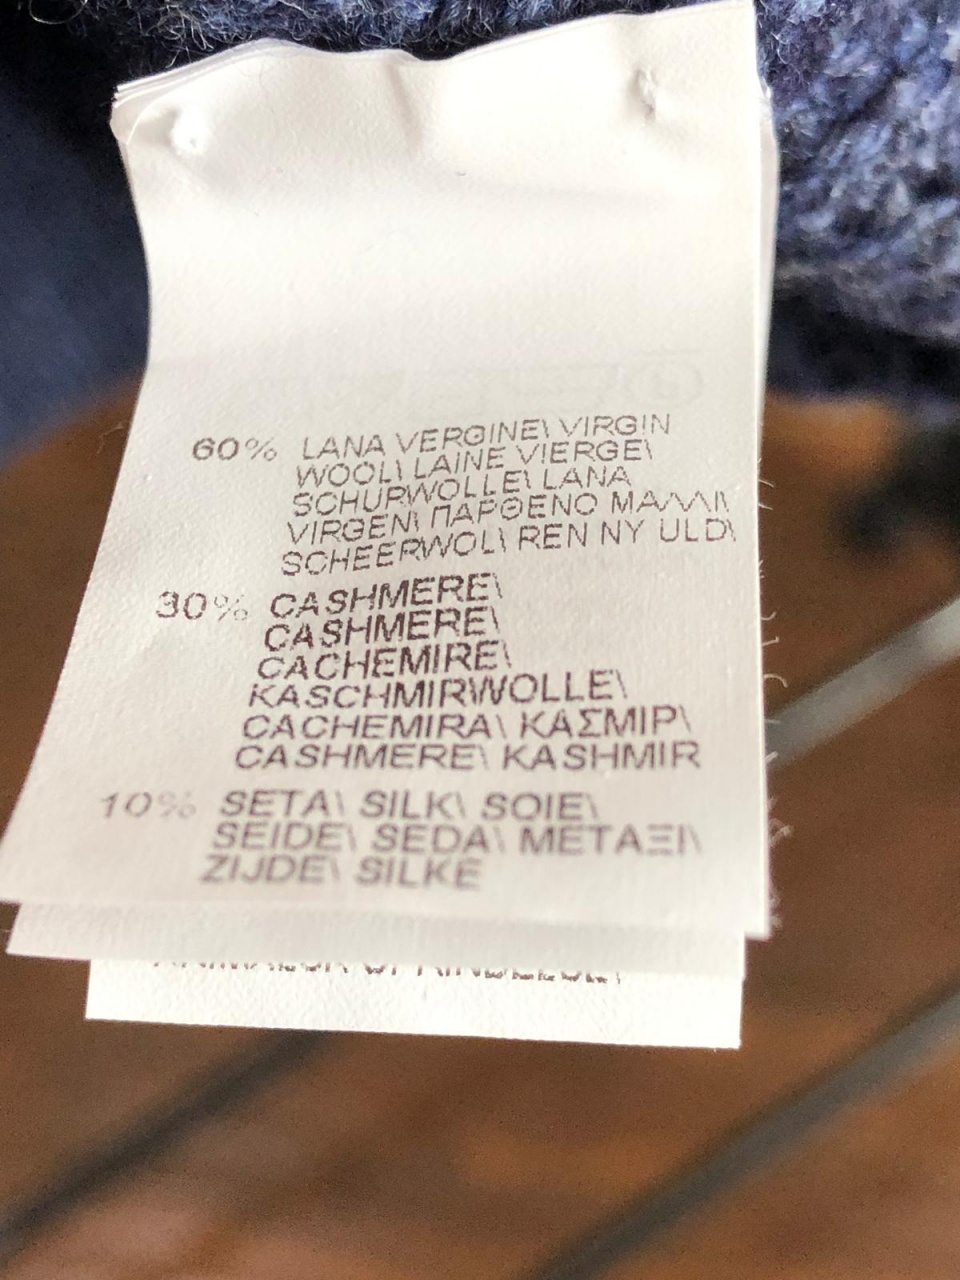 60% LANA VERGINE\ VIRGIN
WOOL\ LAINE VIERGE\
SCHURWOLLE\ LANA
VIRGEN\ ΠΑΡΘΕΝΟ ΜΑΛΛΙ\
SCHEERWOL\ REN NY ULD\
30% CASHMERE\
CASHMERE\
CACHEMIRE\
KASCHMIRWOLLE\
CACHEMIRA\ ΚΑΣΜΙΡ\
CASHMERE\ KASHMIR
10% SETA\ SILK\ SOIE\
SEIDE\ SEDA\ ΜΕΤΑΞΙ\
ZIJDE\ SILKE